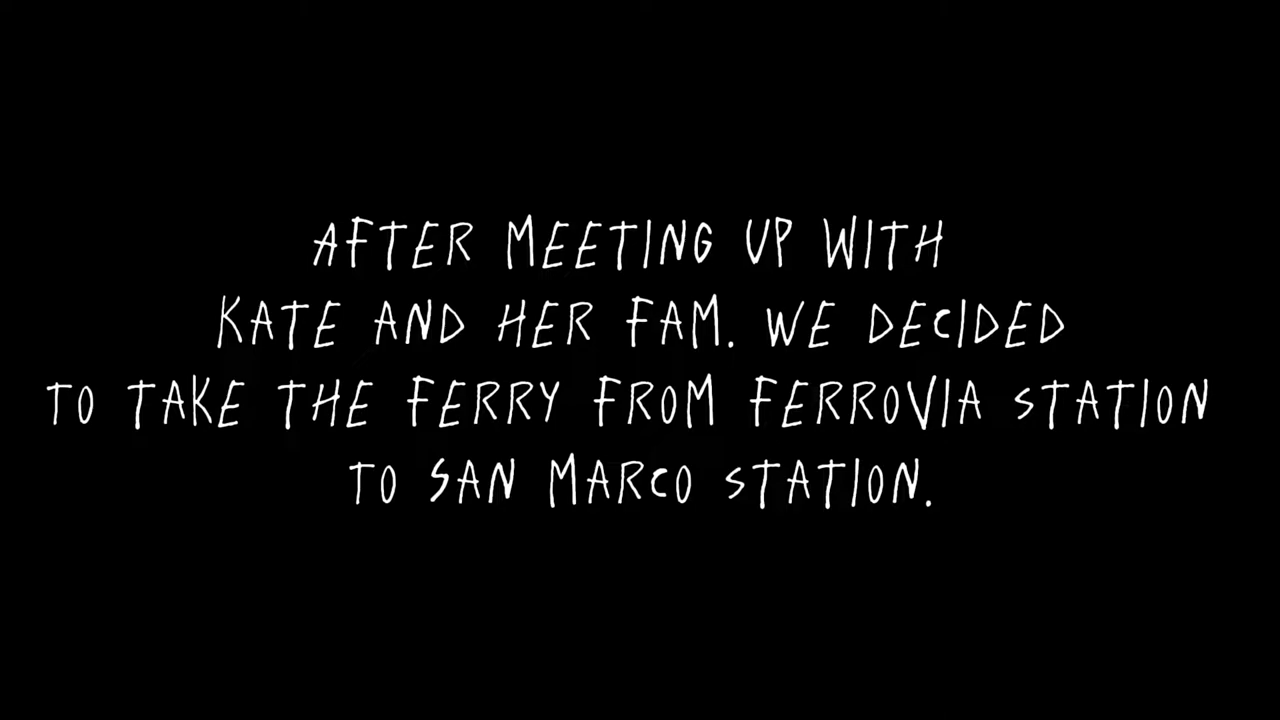 AFTER MEETING UP WITH
KATE AND HER FAM. WE DECIDED
TO TAKE THE FERRY FROM FERROVIA STATION
TO SAN MARCO STATION.